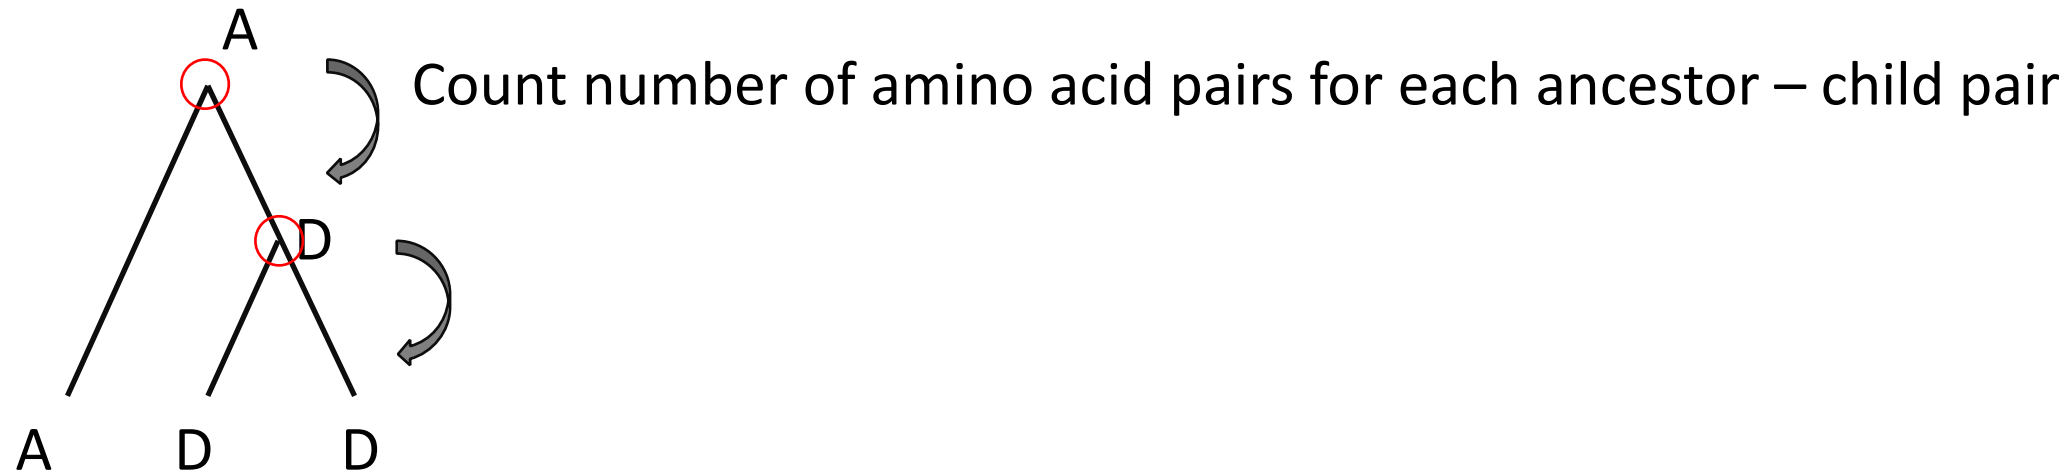 A
Count number of amino acid pairs for each ancestor – child pair
D
A D D